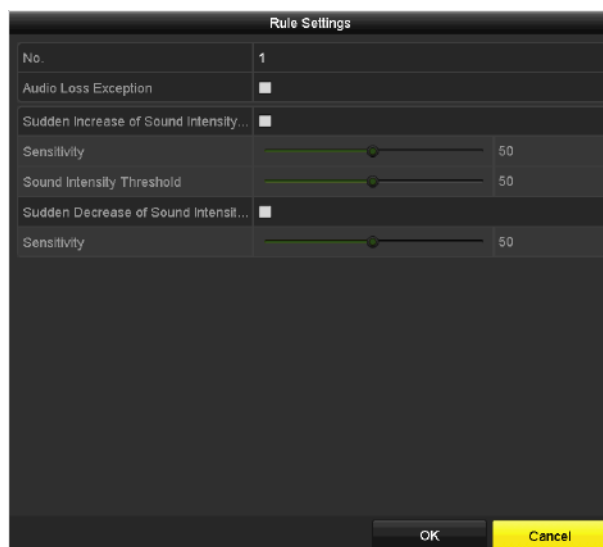 Rule Settings
No. 1
Audio Loss Exception
Sudden Increase of Sound Intensity...
Sensitivity 50
Sound Intensity Threshold 50
Sudden Decrease of Sound Intensit...
Sensitivity 50
OK Cancel